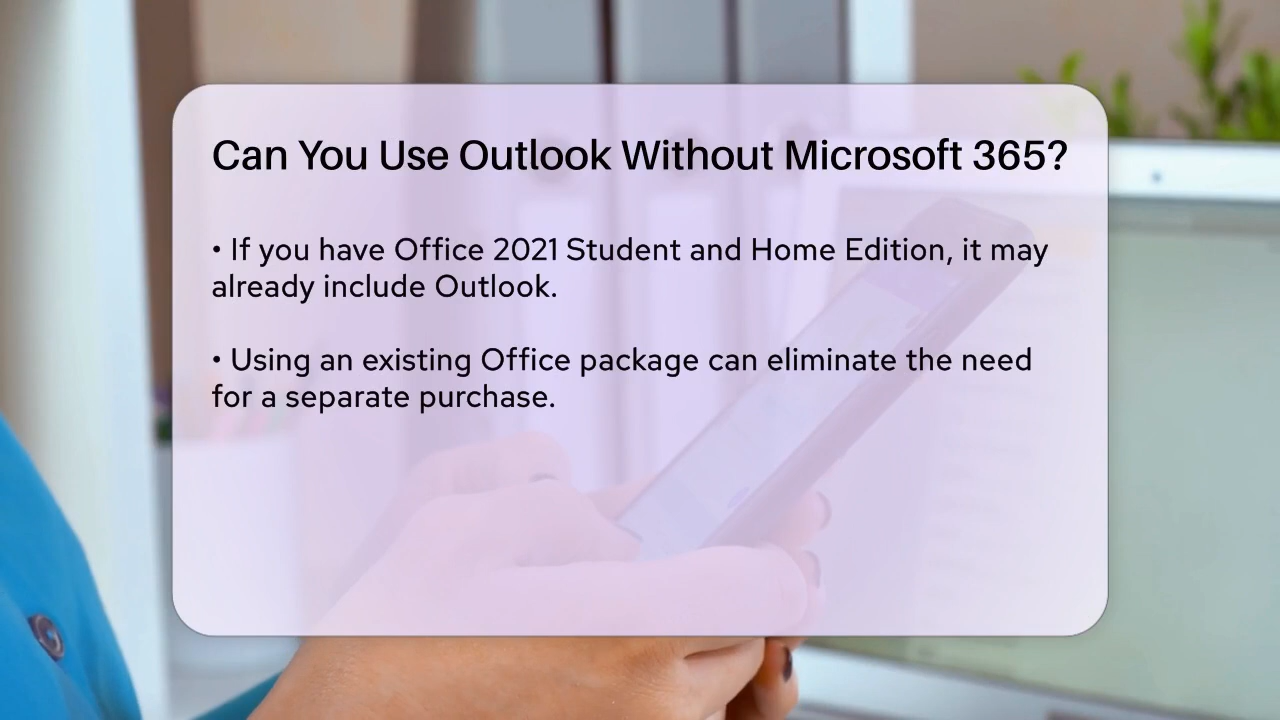 Can You Use Outlook Without Microsoft 365?
• If you have Office 2021 Student and Home Edition, it may
already include Outlook.
• Using an existing Office package can eliminate the need
for a separate purchase.